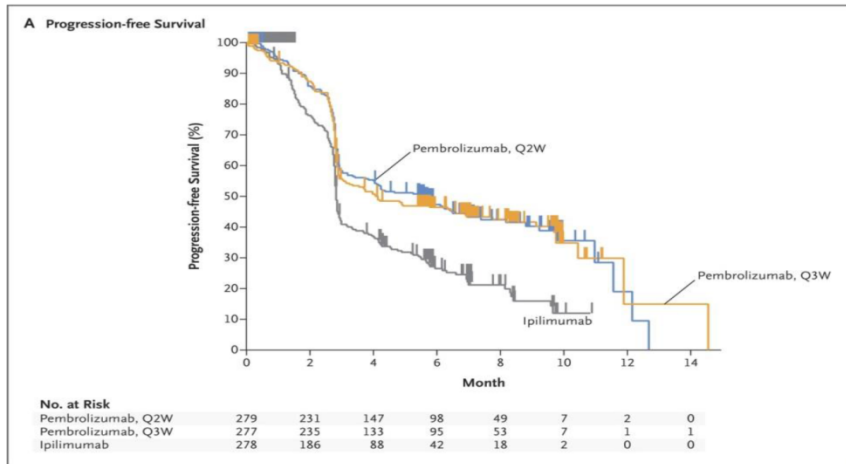 A Progression-free Survival
100
90
80
70
60
50
40
30
20
10
0
Progression-free Survival (%)
Pembrolizumab, Q2W
Pembrolizumab, Q3W
Ipilimumab
0 2 4 6 8 10 12 14
Month
No. at Risk
Pembrolizumab, Q2W 279 231 147 98 49 7 2 0
Pembrolizumab, Q3W 277 235 133 95 53 7 1 1
Ipilimumab 278 186 88 42 18 2 0 0